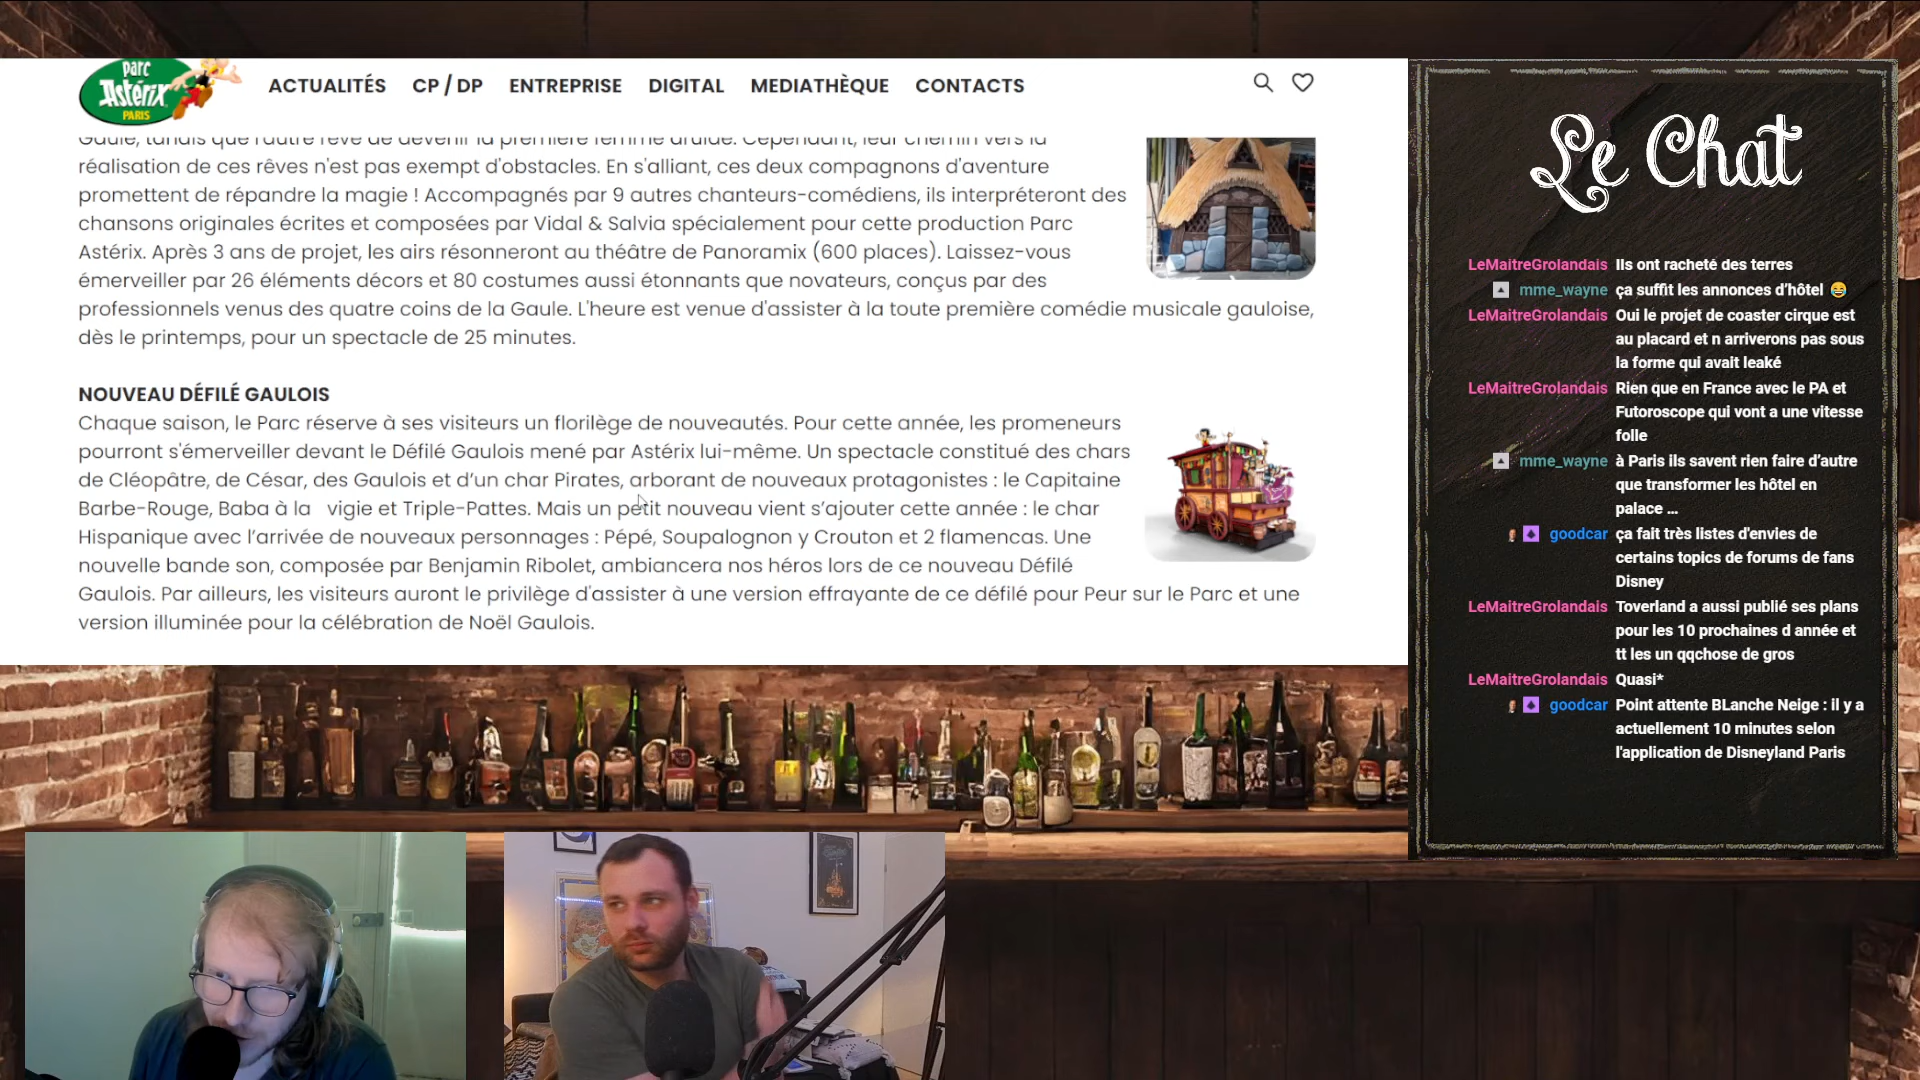 Parc
Astérix
PARIS
ACTUALITÉS CP / DP ENTREPRISE DIGITAL MEDIATHÈQUE CONTACTS
Gaule, tandis que l'autre rêve de devenir la première femme druide. Cependant, leur chemin vers la
réalisation de ces rêves n'est pas exempt d'obstacles. En s'alliant, ces deux compagnons d'aventure
promettent de répandre la magie ! Accompagnés par 9 autres chanteurs-comédiens, ils interpréteront des
chansons originales écrites et composées par Vidal & Salvia spécialement pour cette production Parc
Astérix. Après 3 ans de projet, les airs résonneront au théâtre de Panoramix (600 places). Laissez-vous
émerveiller par 26 éléments décors et 80 costumes aussi étonnants que novateurs, conçus par des
professionnels venus des quatre coins de la Gaule. L'heure est venue d'assister à la toute première comédie musicale gauloise,
dès le printemps, pour un spectacle de 25 minutes.
NOUVEAU DÉFILÉ GAULOIS
Chaque saison, le Parc réserve à ses visiteurs un florilège de nouveautés. Pour cette année, les promeneurs
pourront s'émerveiller devant le Défilé Gaulois mené par Astérix lui-même. Un spectacle constitué des chars
de Cléopâtre, de César, des Gaulois et d’un char Pirates, arborant de nouveaux protagonistes : le Capitaine
Barbe-Rouge, Baba à la vigie et Triple-Pattes. Mais un petit nouveau vient s’ajouter cette année : le char
Hispanique avec l’arrivée de nouveaux personnages : Pépé, Soupalognon y Crouton et 2 flamencas. Une
nouvelle bande son, composée par Benjamin Ribolet, ambiancera nos héros lors de ce nouveau Défilé
Gaulois. Par ailleurs, les visiteurs auront le privilège d'assister à une version effrayante de ce défilé pour Peur sur le Parc et une
version illuminée pour la célébration de Noël Gaulois.
Le Chat
LeMaitreGrolandais Ils ont racheté des terres
mme_wayne ça suffit les annonces d’hôtel 😂
LeMaitreGrolandais Oui le projet de coaster cirque est
au placard et n arriverons pas sous
la forme qui avait leaké
LeMaitreGrolandais Rien que en France avec le PA et
Futoroscope qui vont a une vitesse
folle
mme_wayne à Paris ils savent rien faire d’autre
que transformer les hôtel en
palace ...
goodcar ça fait très listes d'envies de
certains topics de forums de fans
Disney
LeMaitreGrolandais Toverland a aussi publié ses plans
pour les 10 prochaines d année et
tt les un qqchose de gros
LeMaitreGrolandais Quasi*
goodcar Point attente BLanche Neige : il y a
actuellement 10 minutes selon
l'application de Disneyland Paris